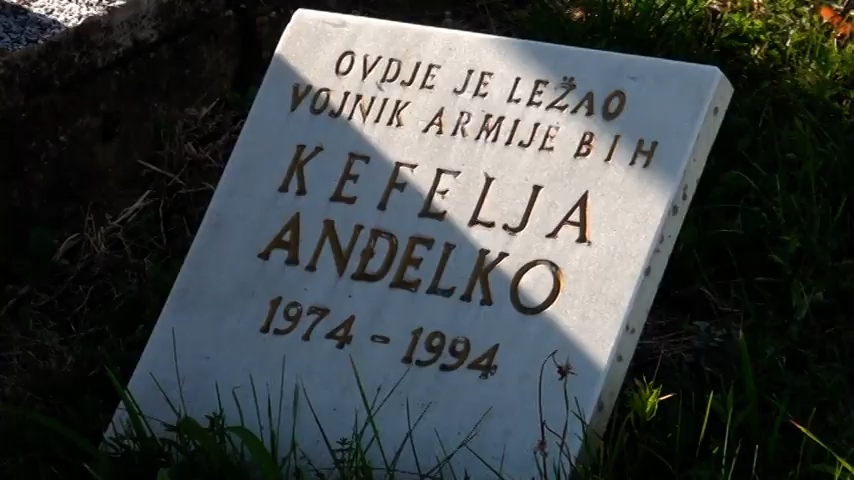 OVDJE JE LEŽAO
VOJNIK ARMIJE BIH
KEFELJA
ANĐELKO
1974 - 1994